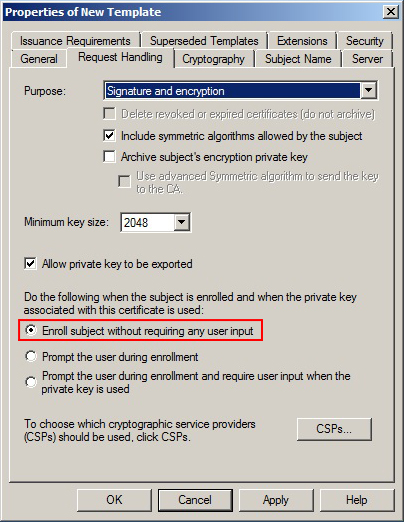 Properties of New Template
Issuance Requirements Superseded Templates Extensions Security
General Request Handling Cryptography Subject Name Server
Purpose: Signature and encryption
Delete revoked or expired certificates (do not archive)
Include symmetric algorithms allowed by the subject
Archive subject's encryption private key
Use advanced Symmetric algorithm to send the key
to the CA.
Minimum key size: 2048
Allow private key to be exported
Do the following when the subject is enrolled and when the private key
associated with this certificate is used:
Enroll subject without requiring any user input
Prompt the user during enrollment
Prompt the user during enrollment and require user input when the
private key is used
To choose which cryptographic service providers
(CSPs) should be used, click CSPs.
CSPs...
OK Cancel Apply Help